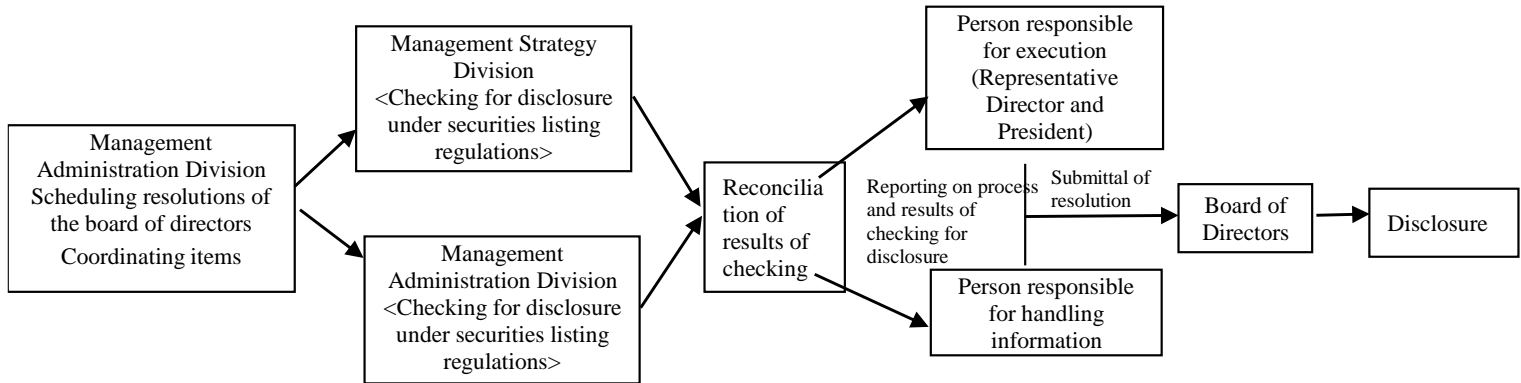 Management
Administration Division
Scheduling resolutions of
the board of directors
Coordinating items
Management Strategy
Division
<Checking for disclosure
under securities listing
regulations>
Management
Administration Division
<Checking for disclosure
under securities listing
regulations>
Reconcilia
tion of
results of
checking
Person responsible
for execution
(Representative
Director and
President)
Reporting on process
and results of
checking for
disclosure
Person responsible
for handling
information
Submittal of
resolution
Board of
Directors
Disclosure